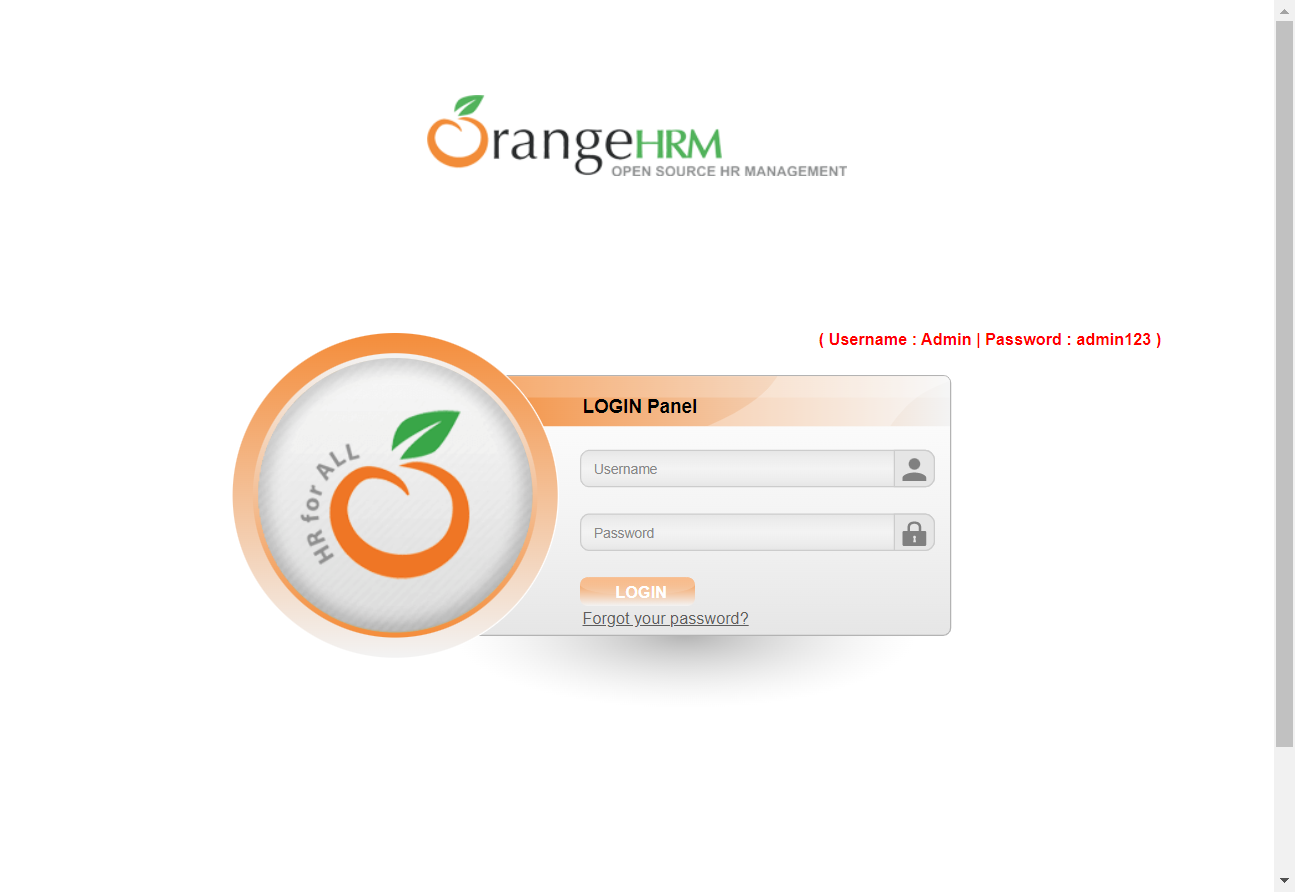 OrangeHRM
OPEN SOURCE HR MANAGEMENT
( Username : Admin | Password : admin123 )
HR for ALL
LOGIN Panel
Username
Password
LOGIN
Forgot your password?